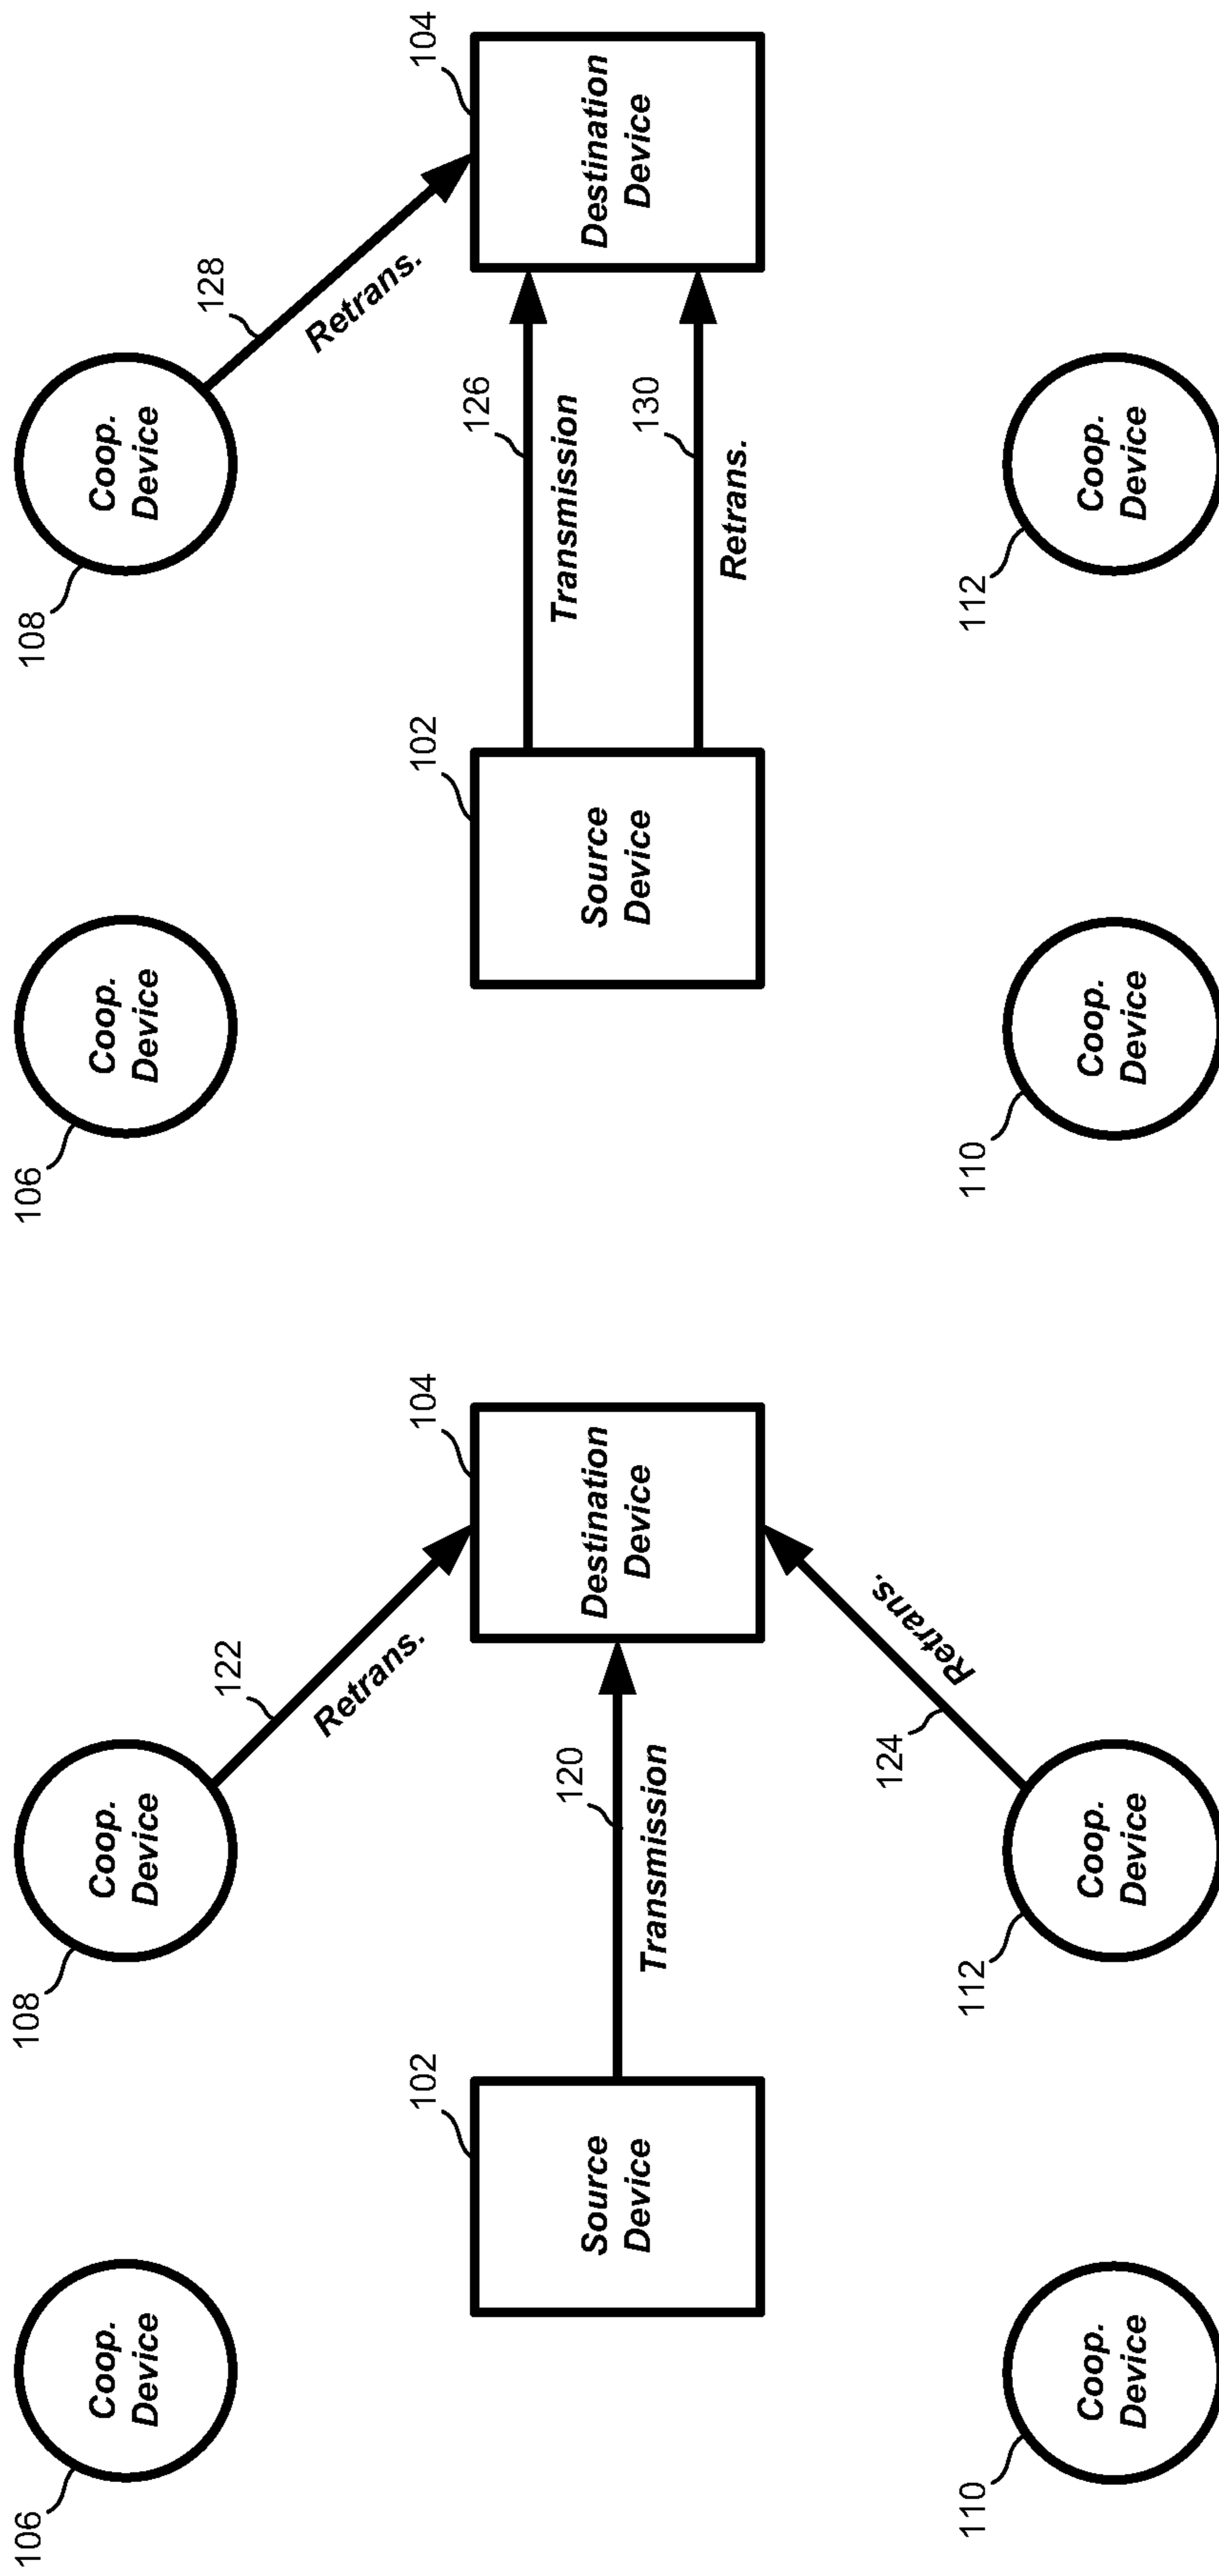 106
Coop.
Device
108
Coop.
Device
122
Retrans.
102
Source
Device
120
Transmission
104
Destination
Device
110
Coop.
Device
112
Coop.
Device
124
Retrans.
106
Coop.
Device
108
Coop.
Device
128
Retrans.
102
Source
Device
126
Transmission
130
Retrans.
104
Destination
Device
110
Coop.
Device
112
Coop.
Device